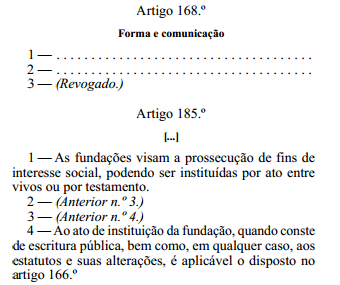 Artigo 168.º
Forma e comunicação
1 — . . . . . . . . . . . . . . . . . . . . . . . . . . . . . . . . . . . . .
2 — . . . . . . . . . . . . . . . . . . . . . . . . . . . . . . . . . . . . .
3 — (Revogado.)
Artigo 185.º
[...]
1 — As fundações visam a prossecução de fins de
interesse social, podendo ser instituídas por ato entre
vivos ou por testamento.
2 — (Anterior n.º 3.)
3 — (Anterior n.º 4.)
4 — Ao ato de instituição da fundação, quando conste
de escritura pública, bem como, em qualquer caso, aos
estatutos e suas alterações, é aplicável o disposto no
artigo 166.º